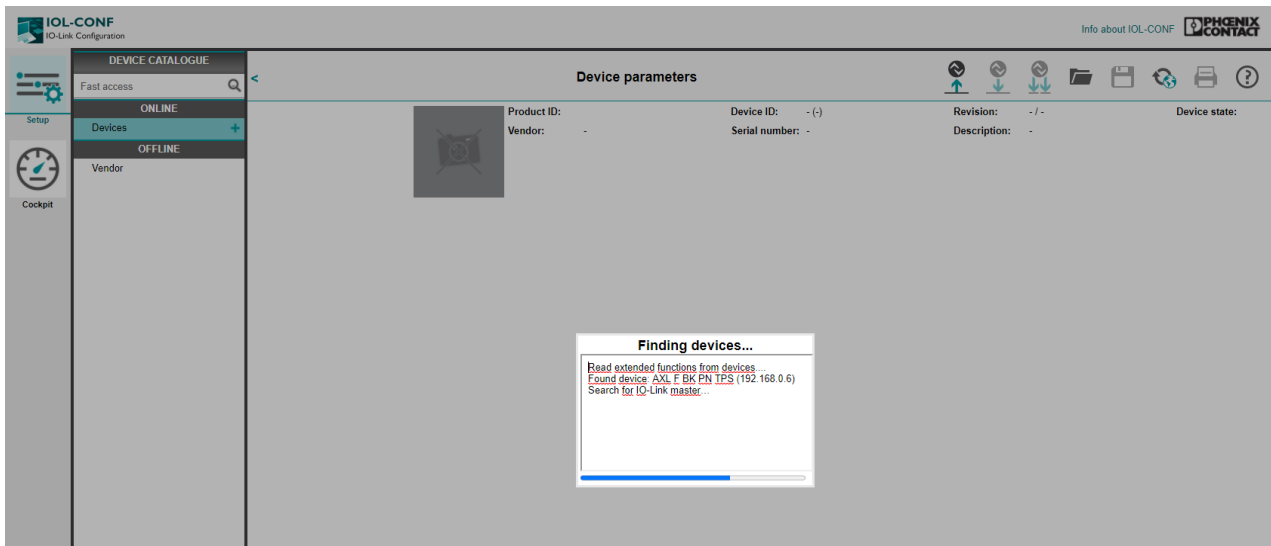 IOL-CONF
IO-Link Configuration
Info about IOL-CONF
PHŒNIX
CONTACT
DEVICE CATALOGUE
Fast access
<
Device parameters
Setup
ONLINE
Devices +
OFFLINE
Vendor
Cockpit
Product ID:
Device ID: - (-)
Revision: - / -
Device state:
Vendor: -
Serial number: -
Description: -
Finding devices...
Read extended functions from devices....
Found device: AXL F BK PN TPS (192.168.0.6)
Search for IO-Link master...